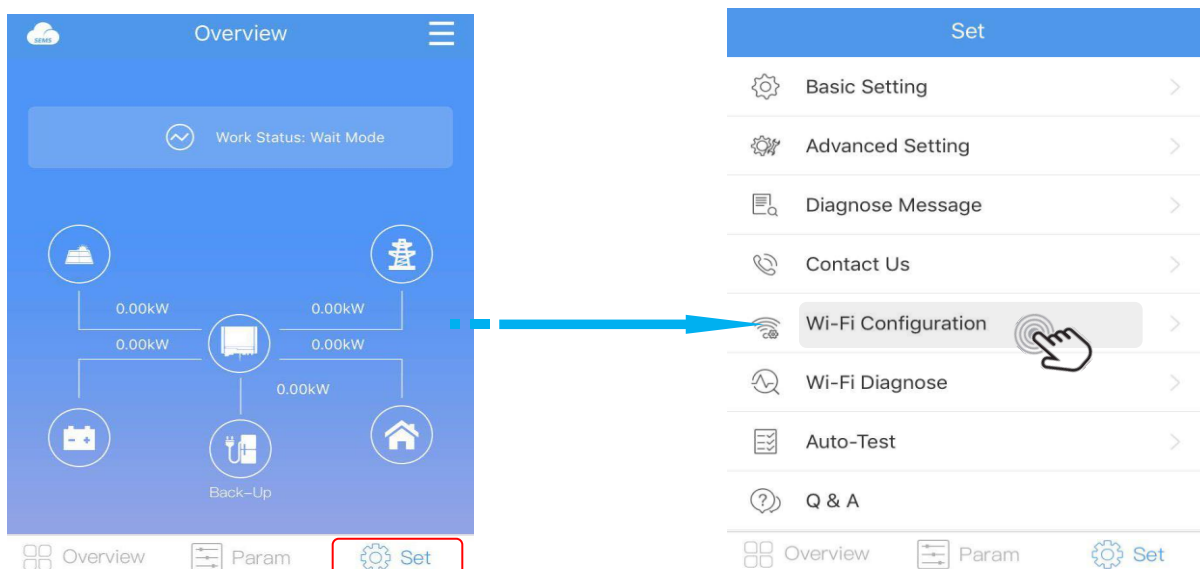 SEMS
Overview
Work Status: Wait Mode
0.00kW
0.00kW
0.00kW
0.00kW
0.00kW
Back-Up
Overview
Param
Set
Set
Basic Setting
Advanced Setting
Diagnose Message
Contact Us
Wi-Fi Configuration
Wi-Fi Diagnose
Auto-Test
Q & A
Overview
Param
Set